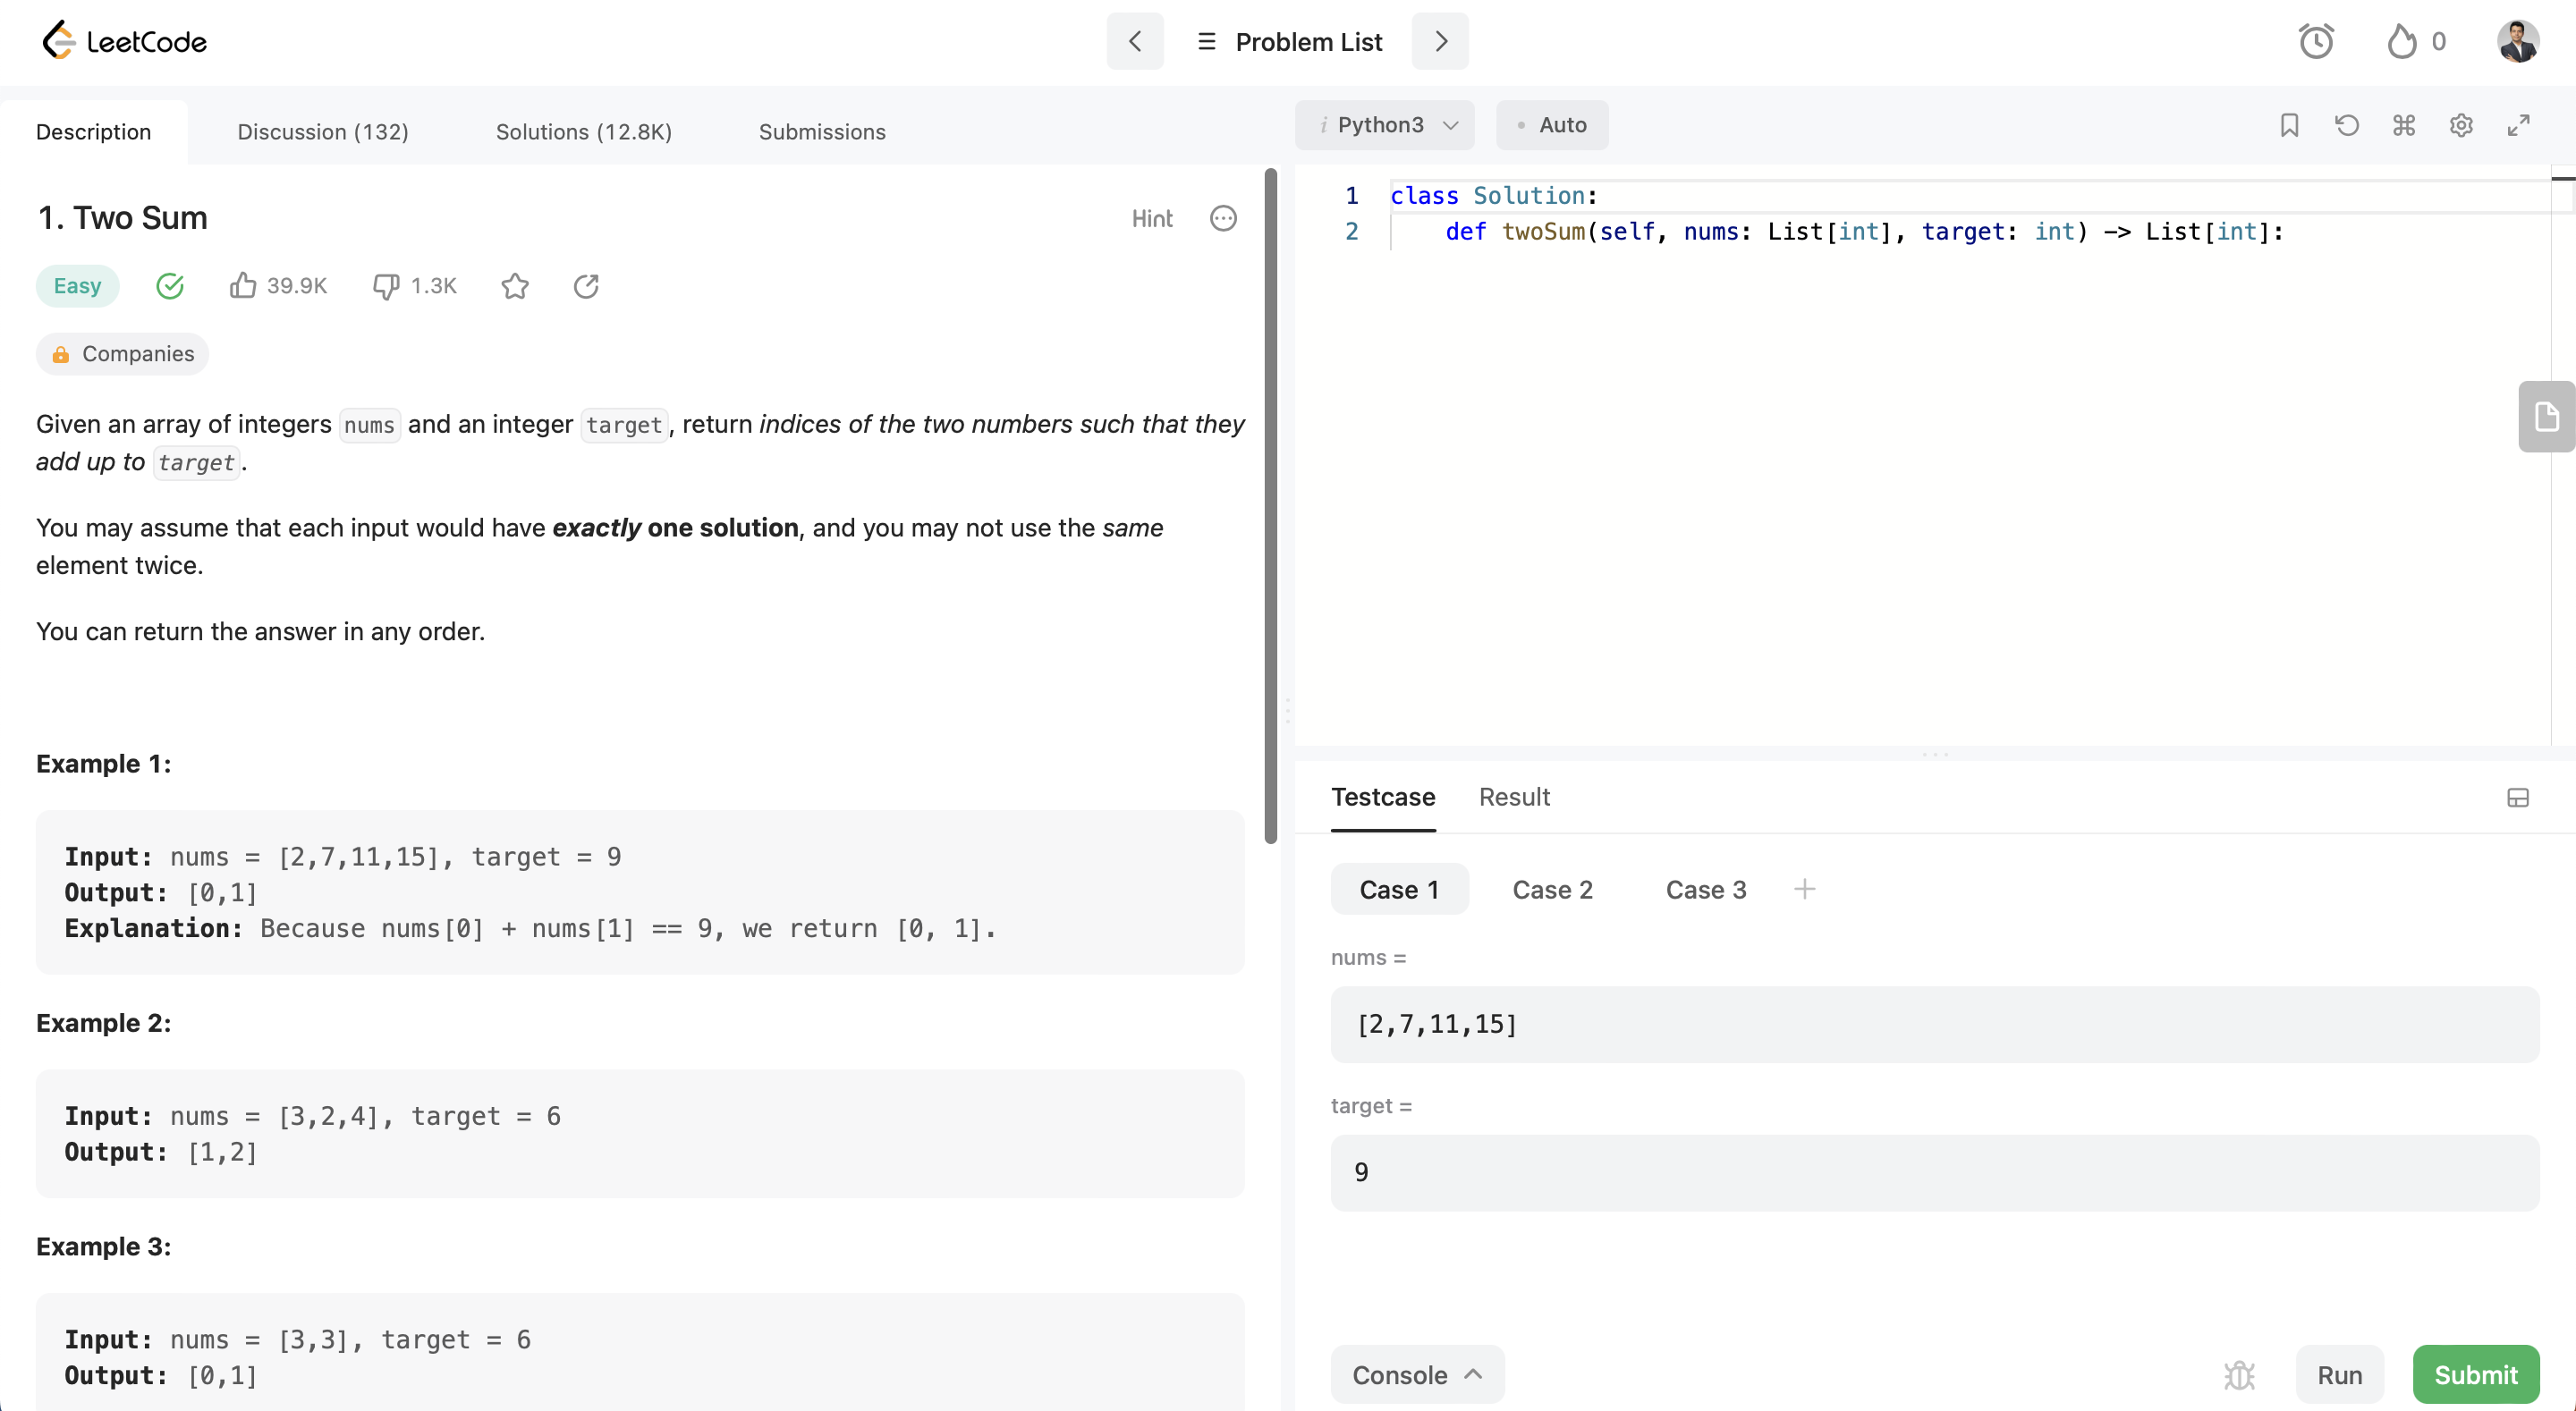 LeetCode
Problem List
0
Description
Discussion (132)
Solutions (12.8K)
Submissions
1. Two Sum
Hint
Easy
39.9K
1.3K
Companies
Given an array of integers nums and an integer target, return indices of the two numbers such that they
add up to target.
You may assume that each input would have exactly one solution, and you may not use the same
element twice.
You can return the answer in any order.
Example 1:
Input: nums = [2,7,11,15], target = 9
Output: [0,1]
Explanation: Because nums[0] + nums[1] == 9, we return [0, 1].
Example 2:
Input: nums = [3,2,4], target = 6
Output: [1,2]
Example 3:
Input: nums = [3,3], target = 6
Output: [0,1]
i Python3
Auto
1 class Solution:
2 def twoSum(self, nums: List[int], target: int) -> List[int]:
Testcase
Result
Case 1
Case 2
Case 3
nums =
[2,7,11,15]
target =
9
Console
Run
Submit